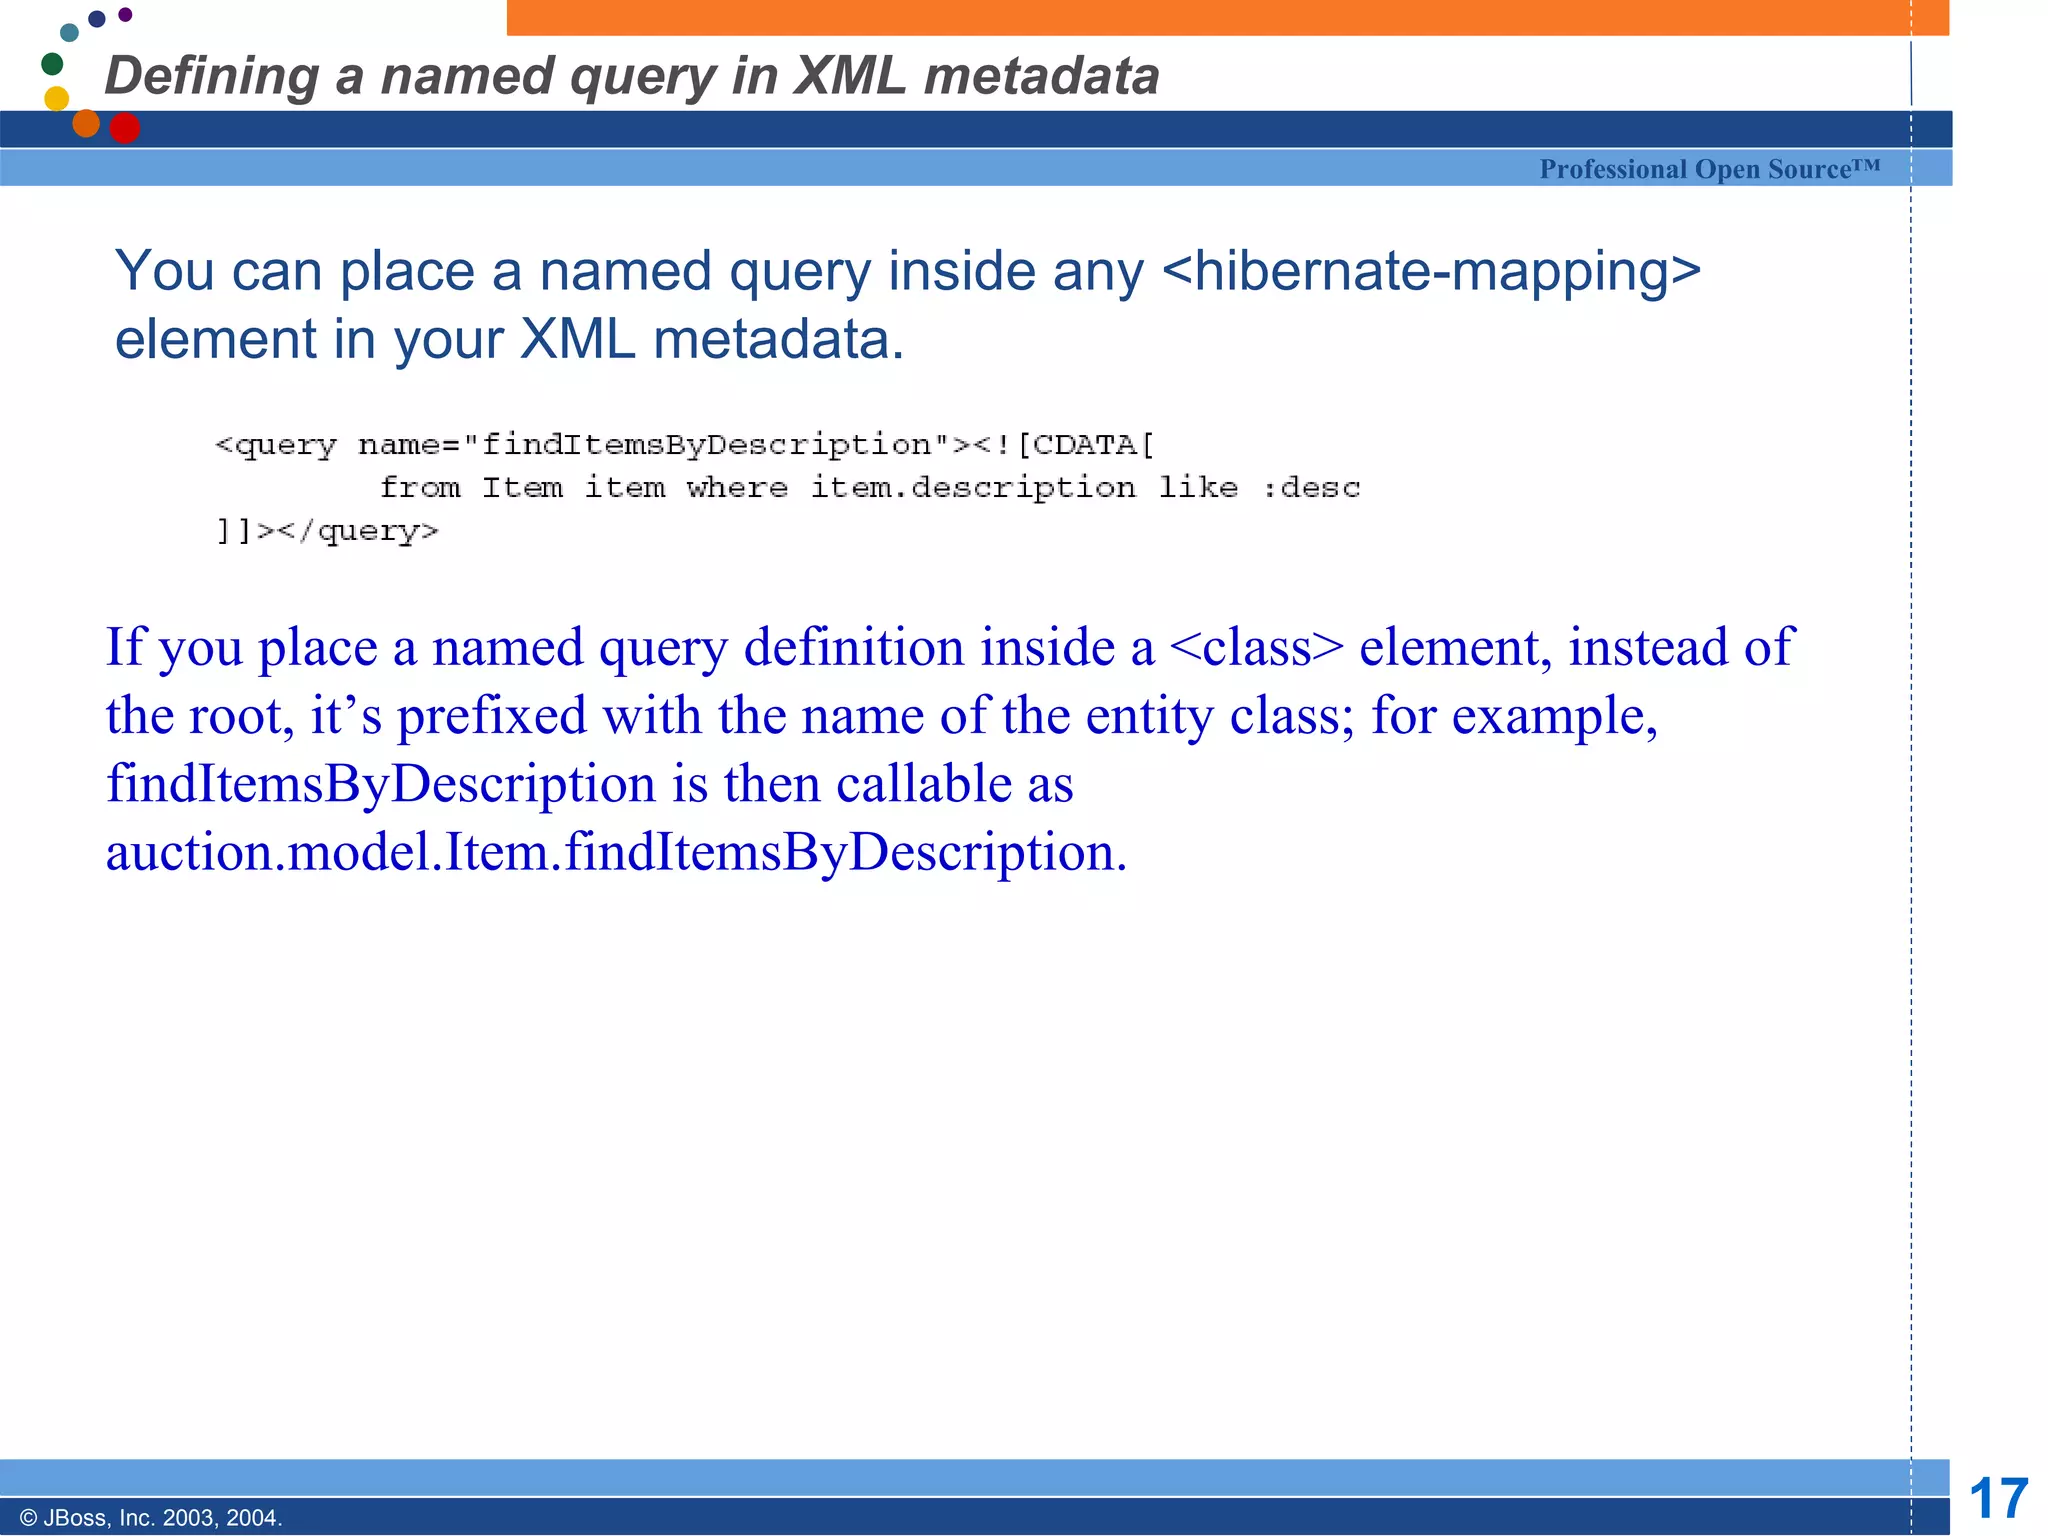 Defining a named query in XML metadata
Professional Open Source™
You can place a named query inside any <hibernate-mapping>
element in your XML metadata.
<query name="findItemsByDescription"><![CDATA[
from Item item where item.description like :desc
]]></query>
If you place a named query definition inside a <class> element, instead of
the root, it’s prefixed with the name of the entity class; for example,
findItemsByDescription is then callable as
auction.model.Item.findItemsByDescription.
© JBoss, Inc. 2003, 2004.
17